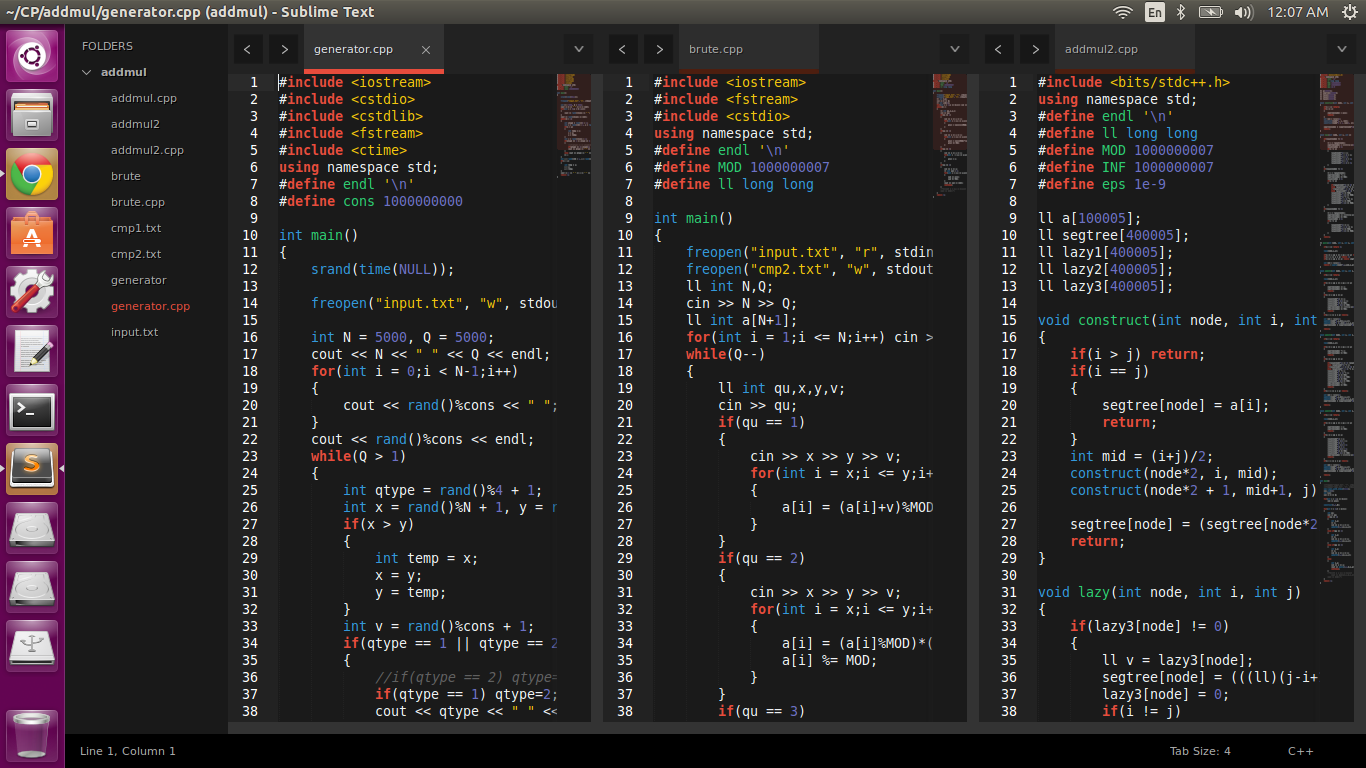 ~/CP/addmul/generator.cpp (addmul) - Sublime Text
En
12:07 AM
FOLDERS
addmul
addmul.cpp
addmul2
addmul2.cpp
brute
brute.cpp
cmp1.txt
cmp2.txt
generator
generator.cpp
input.txt
generator.cpp
1 #include <iostream>
2 #include <cstdio>
3 #include <cstdlib>
4 #include <fstream>
5 #include <ctime>
6 using namespace std;
7 #define endl '\n'
8 #define cons 1000000000
9
10 int main()
11 {
12 srand(time(NULL));
13
14 freopen("input.txt", "w", stdou
15
16 int N = 5000, Q = 5000;
17 cout << N << " " << Q << endl;
18 for(int i = 0;i < N-1;i++)
19 {
20 cout << rand()%cons << " ";
21 }
22 cout << rand()%cons << endl;
23 while(Q > 1)
24 {
25 int qtype = rand()%4 + 1;
26 int x = rand()%N + 1, y = r
27 if(x > y)
28 {
29 int temp = x;
30 x = y;
31 y = temp;
32 }
33 int v = rand()%cons + 1;
34 if(qtype == 1 || qtype == 2
35 {
36 //if(qtype == 2) qtype=
37 if(qtype == 1) qtype=2;
38 cout << qtype << " " <<
brute.cpp
1 #include <iostream>
2 #include <fstream>
3 #include <cstdio>
4 using namespace std;
5 #define endl '\n'
6 #define MOD 1000000007
7 #define ll long long
8
9 int main()
10 {
11 freopen("input.txt", "r", stdin
12 freopen("cmp2.txt", "w", stdout
13 ll int N,Q;
14 cin >> N >> Q;
15 ll int a[N+1];
16 for(int i = 1;i <= N;i++) cin >
17 while(Q--)
18 {
19 ll int qu,x,y,v;
20 cin >> qu;
21 if(qu == 1)
22 {
23 cin >> x >> y >> v;
24 for(int i = x;i <= y;i+
25 {
26 a[i] = (a[i]+v)%MOD
27 }
28 }
29 if(qu == 2)
30 {
31 cin >> x >> y >> v;
32 for(int i = x;i <= y;i+
33 {
34 a[i] = (a[i]%MOD)*(
35 a[i] %= MOD;
36 }
37 }
38 if(qu == 3)
addmul2.cpp
1 #include <bits/stdc++.h>
2 using namespace std;
3 #define endl '\n'
4 #define ll long long
5 #define MOD 1000000007
6 #define INF 1000000007
7 #define eps 1e-9
8
9 ll a[100005];
10 ll segtree[400005];
11 ll lazy1[400005];
12 ll lazy2[400005];
13 ll lazy3[400005];
14
15 void construct(int node, int i, int
16 {
17 if(i > j) return;
18 if(i == j)
19 {
20 segtree[node] = a[i];
21 return;
22 }
23 int mid = (i+j)/2;
24 construct(node*2, i, mid);
25 construct(node*2 + 1, mid+1, j)
26
27 segtree[node] = (segtree[node*2
28 return;
29 }
30
31 void lazy(int node, int i, int j)
32 {
33 if(lazy3[node] != 0)
34 {
35 ll v = lazy3[node];
36 segtree[node] = (((ll)(j-i+
37 lazy3[node] = 0;
38 if(i != j)
Line 1, Column 1
Tab Size: 4
C++